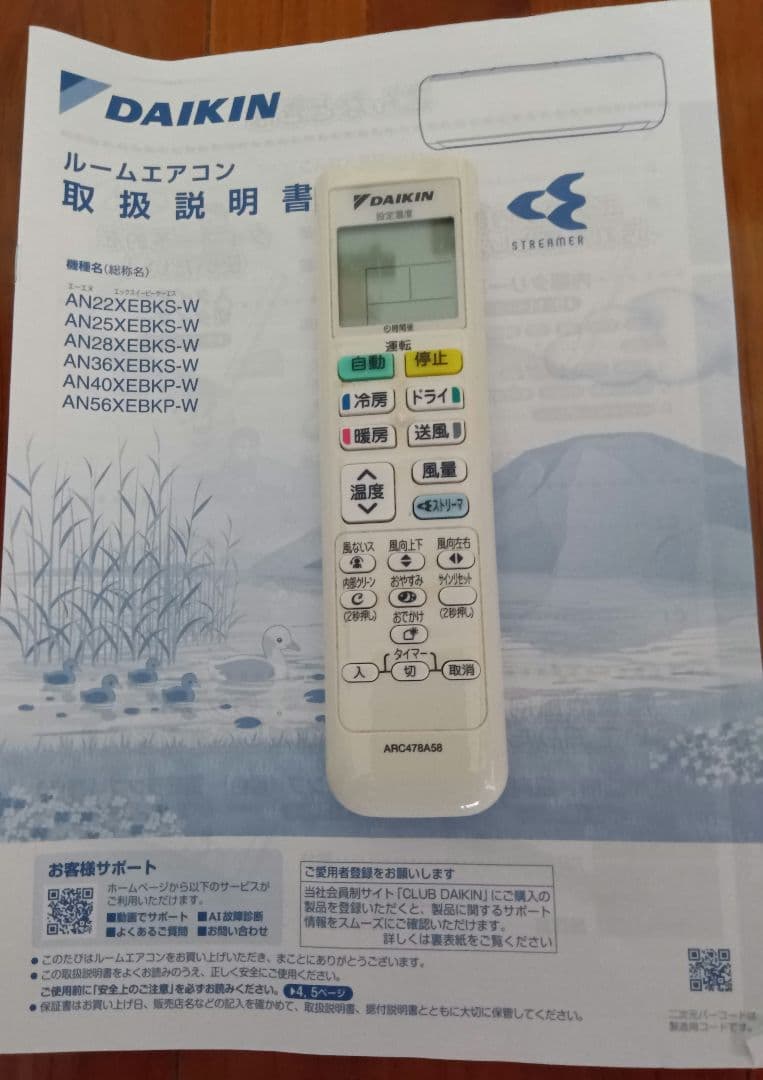 DAIKIN
ルームエアコン
取扱説明書
機種名(総称名)
エーエヌ エックスイービーケーエス
AN22XEBKS-W
AN25XEBKS-W
AN28XEBKS-W
AN36XEBKS-W
AN40XEBKP-W
AN56XEBKP-W
STREAMER
DAIKIN
設定温度
時間後
運転
自動 停止
冷房 ドライ
暖房 送風
温度 風量
ストリーマ
風ないス 風向上下 風向左右
内部クリーン おやすみ サインリセット
(2秒押し) おでかけ (2秒押し)
タイマー
入 切 取消
ARC478A58
お客様サポート
ホームページから以下のサービスが
ご利用いただけます。
■動画でサポート ■AI故障診断
■よくあるご質問 ■お問い合わせ
ご愛用者登録をお願いします
当社会員制サイト「CLUB DAIKIN」にご購入の
製品を登録いただくと、製品に関するサポート
情報をスムーズにご確認いただけます。
詳しくは裏表紙をご覧ください
●このたびはルームエアコンをお買い上げいただき、まことにありがとうございます。
●この取扱説明書をよくお読みのうえ、正しく安全にご使用ください。
ご使用前に「安全上のご注意」を必ずお読みください。 4, 5ページ
●保証書はお買い上げ日、販売店名などの記入を確かめて、取扱説明書、据付説明書とともに大切に保管してください。
二次元バーコードは
製造用コードです。